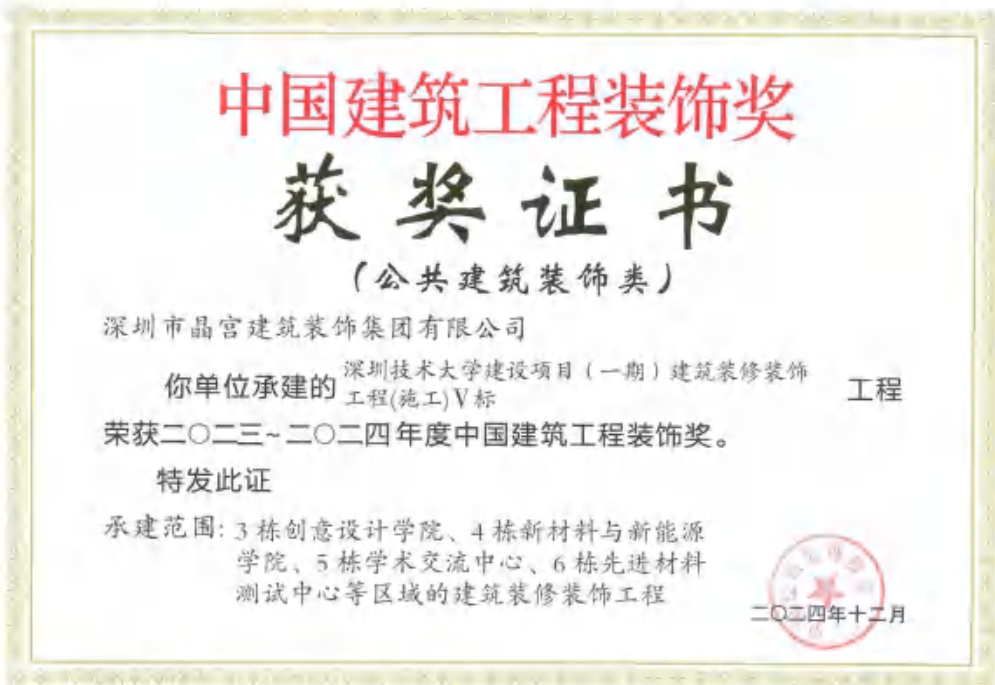 中国建筑工程装饰奖
获奖证书
(公共建筑装饰类)
深圳市晶宫建筑装饰集团有限公司
你单位承建的 深圳技术大学建设项目(一期)建筑装修装饰
工程(施工)Ⅴ标 工程
荣获二〇二三~二〇二四年度中国建筑工程装饰奖。
特发此证
承建范围: 3栋创意设计学院、4栋新材料与新能源
学院、5栋学术交流中心、6栋先进材料
测试中心等区域的建筑装修装饰工程
二〇二四年十二月